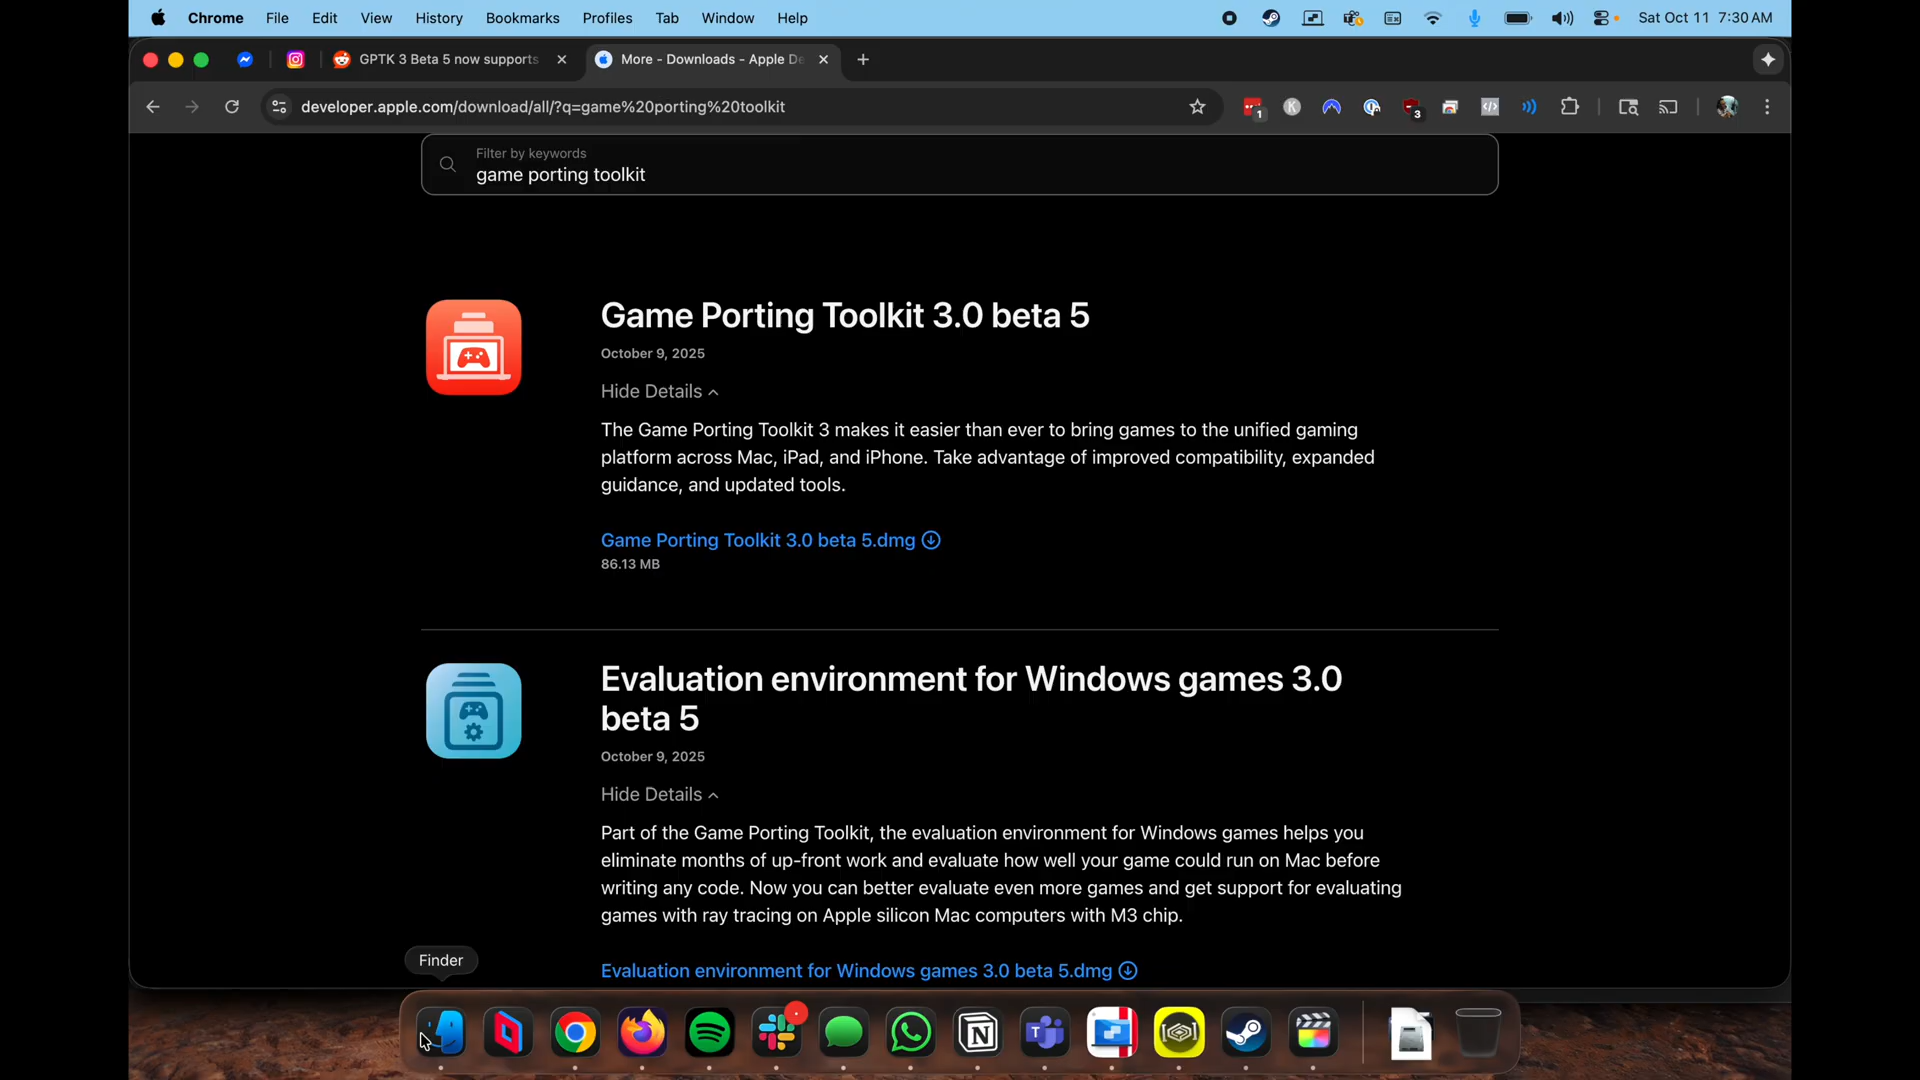 Chrome File Edit View History Bookmarks Profiles Tab Window Help Sat Oct 11 7:30 AM
GPTK 3 Beta 5 now supports More - Downloads - Apple De
developer.apple.com/download/all/?q=game%20porting%20toolkit 1 3
Filter by keywords
game porting toolkit
Game Porting Toolkit 3.0 beta 5
October 9, 2025
Hide Details
The Game Porting Toolkit 3 makes it easier than ever to bring games to the unified gaming
platform across Mac, iPad, and iPhone. Take advantage of improved compatibility, expanded
guidance, and updated tools.
Game Porting Toolkit 3.0 beta 5.dmg
86.13 MB
Evaluation environment for Windows games 3.0
beta 5
October 9, 2025
Hide Details
Part of the Game Porting Toolkit, the evaluation environment for Windows games helps you
eliminate months of up-front work and evaluate how well your game could run on Mac before
writing any code. Now you can better evaluate even more games and get support for evaluating
games with ray tracing on Apple silicon Mac computers with M3 chip.
Finder
Evaluation environment for Windows games 3.0 beta 5.dmg